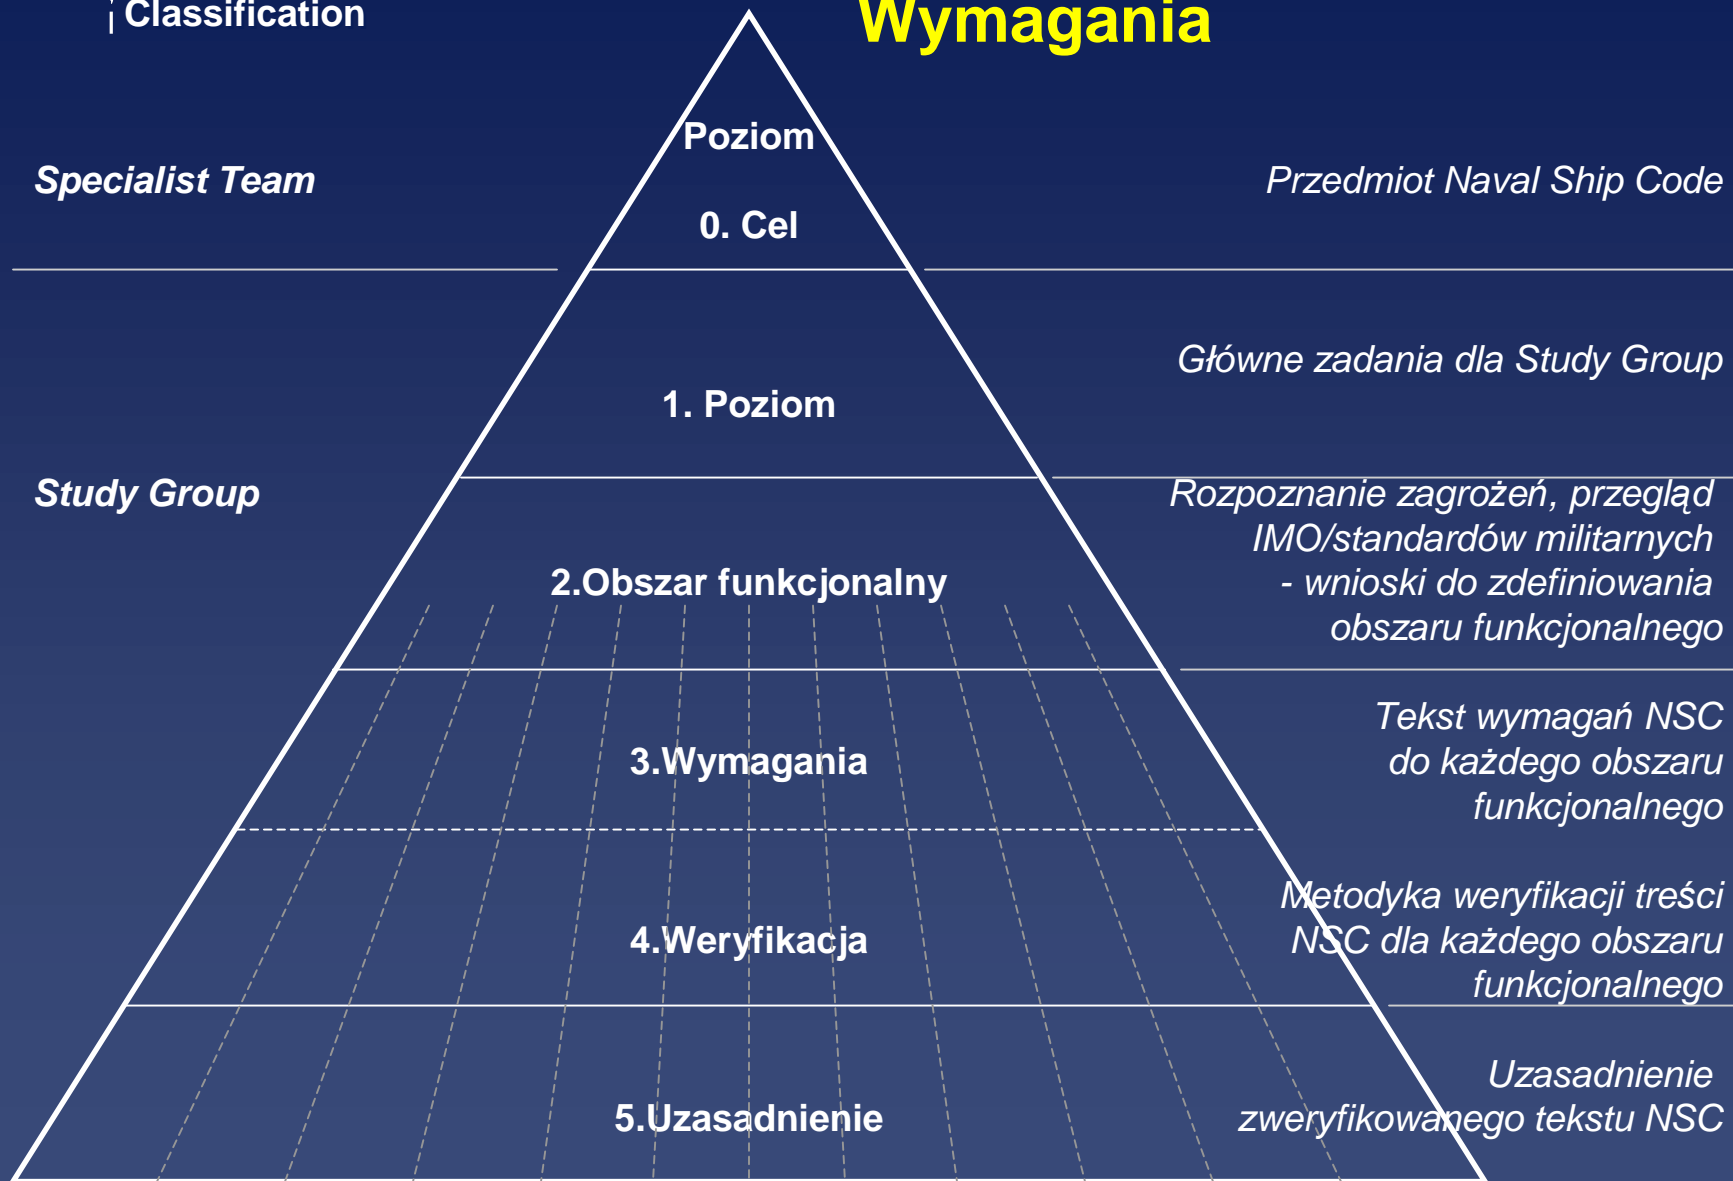 Classification
Wymagania
Poziom
Specialist Team
Przedmiot Naval Ship Code
0. Cel
Główne zadania dla Study Group
1. Poziom
Study Group
Rozpoznanie zagrożeń, przegląd
IMO/standardów militarnych
- wnioski do zdefiniowania
obszaru funkcjonalnego
2.Obszar funkcjonalny
Tekst wymagań NSC
do każdego obszaru
funkcjonalnego
3.Wymagania
Metodyka weryfikacji treści
NSC dla każdego obszaru
funkcjonalnego
4.Weryfikacja
Uzasadnienie
zweryfikowanego tekstu NSC
5.Uzasadnienie